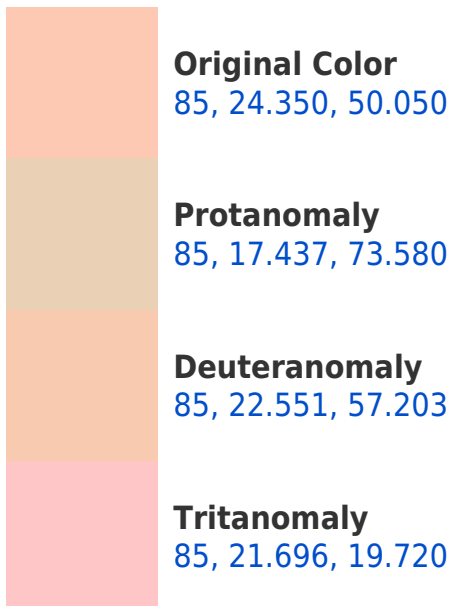 Original Color
85, 24.350, 50.050
Protanomaly
85, 17.437, 73.580
Deuteranomaly
85, 22.551, 57.203
Tritanomaly
85, 21.696, 19.720